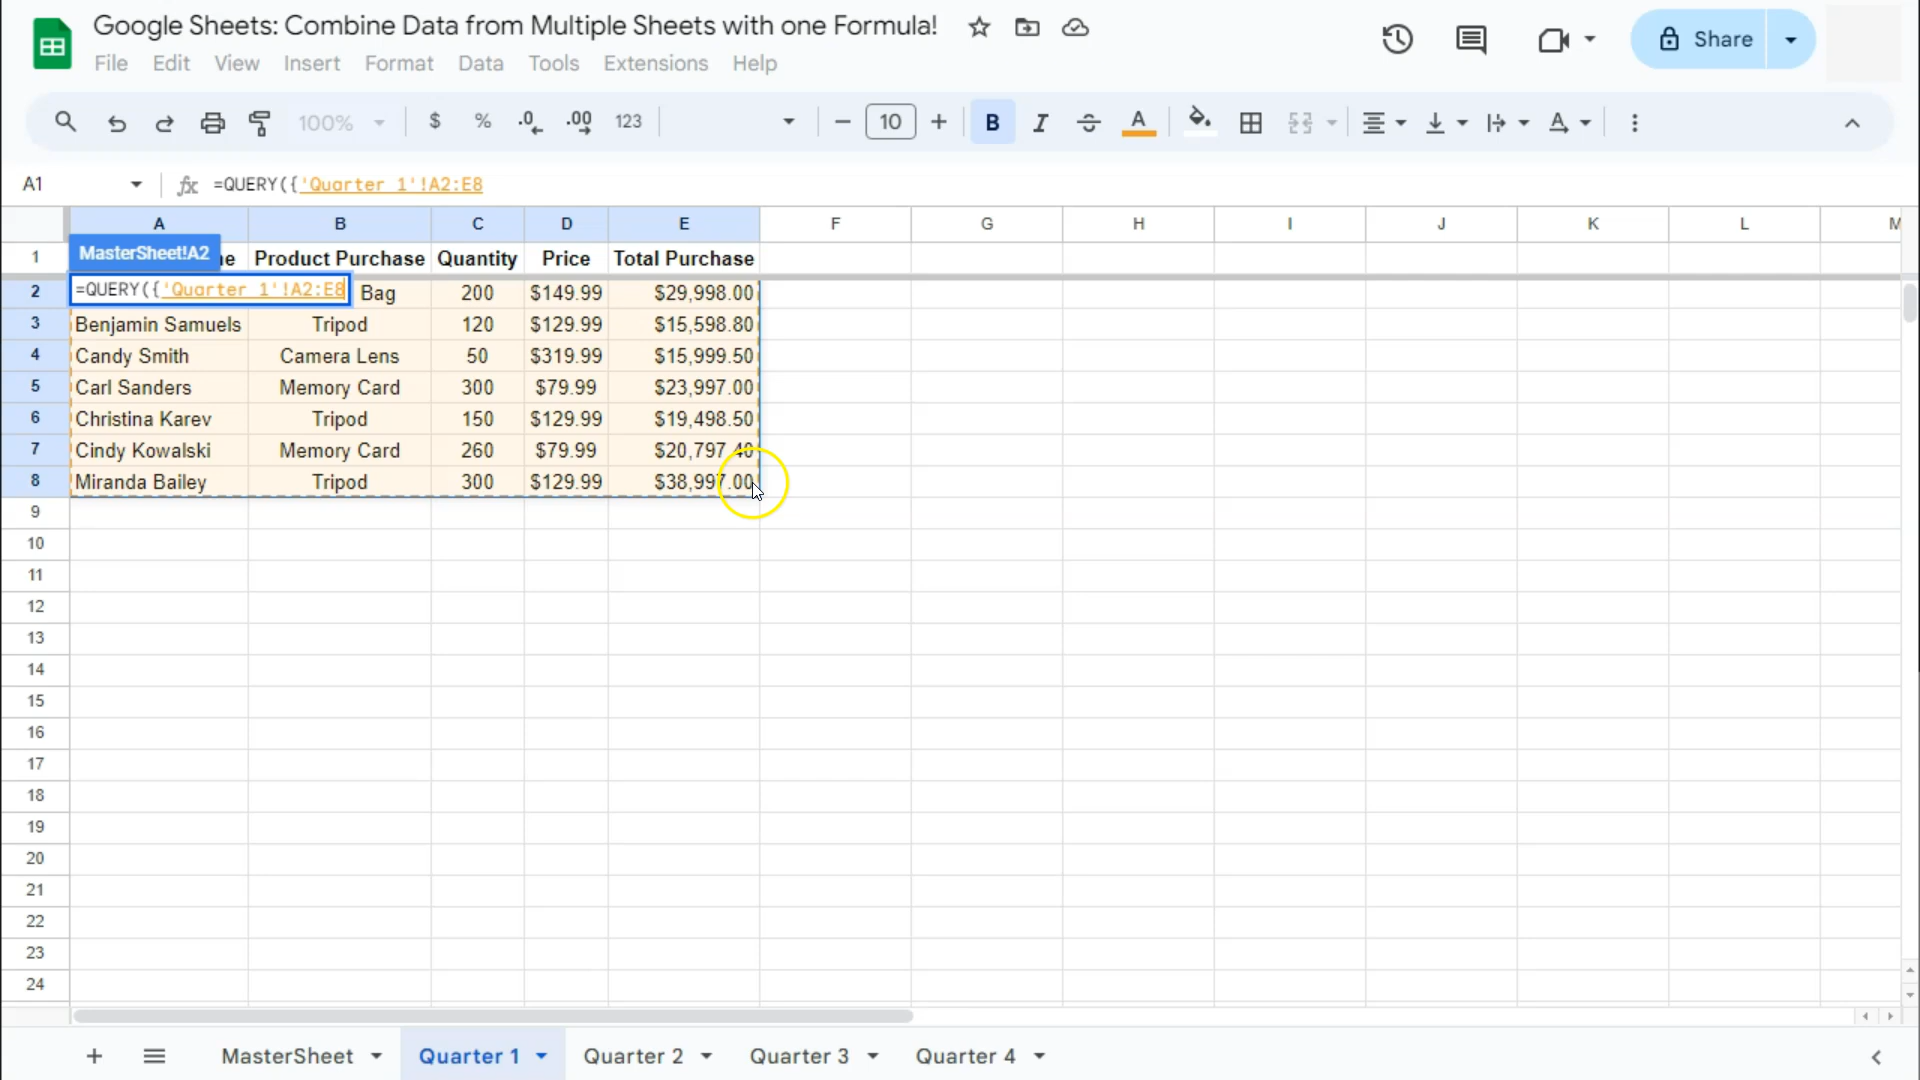 Google Sheets: Combine Data from Multiple Sheets with one Formula!
File Edit View Insert Format Data Tools Extensions Help
Share
100% $ % .0 .00 123 10 B I A A
A1 fx =QUERY({'Quarter 1'!A2:E8
A B C D E F G H I J K L M
MasterSheet!A2
1 Product Purchase Quantity Price Total Purchase
2 =QUERY({'Quarter 1'!A2:E8 Bag 200 $149.99 $29,998.00
3 Benjamin Samuels Tripod 120 $129.99 $15,598.80
4 Candy Smith Camera Lens 50 $319.99 $15,999.50
5 Carl Sanders Memory Card 300 $79.99 $23,997.00
6 Christina Karev Tripod 150 $129.99 $19,498.50
7 Cindy Kowalski Memory Card 260 $79.99 $20,797.40
8 Miranda Bailey Tripod 300 $129.99 $38,997.00
9
10
11
12
13
14
15
16
17
18
19
20
21
22
23
24
+ MasterSheet Quarter 1 Quarter 2 Quarter 3 Quarter 4